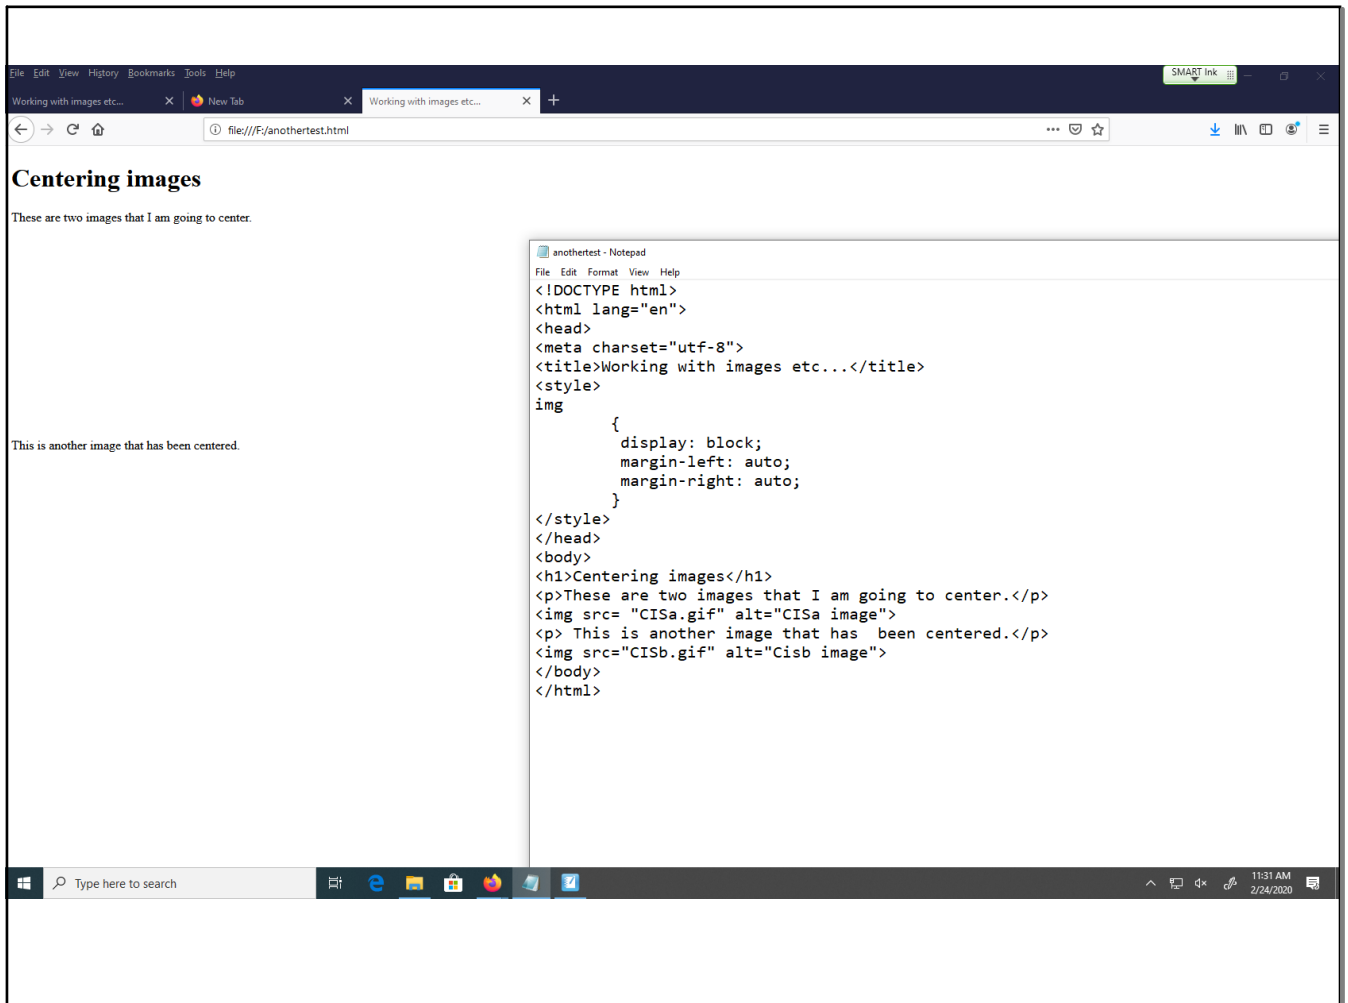 File Edit View History Bookmarks Tools Help
SMART Ink
Working with images etc...
New Tab
Working with images etc...
file:///F:/anothertest.html
Centering images
These are two images that I am going to center.
This is another image that has been centered.
anothertest - Notepad
File Edit Format View Help
<!DOCTYPE html>
<html lang="en">
<head>
<meta charset="utf-8">
<title>Working with images etc...</title>
<style>
img
{
display: block;
margin-left: auto;
margin-right: auto;
}
</style>
</head>
<body>
<h1>Centering images</h1>
<p>These are two images that I am going to center.</p>
<img src= "CISa.gif" alt="CISa image">
<p> This is another image that has  been centered.</p>
<img src="CISb.gif" alt="Cisb image">
</body>
</html>
Type here to search
11:31 AM
2/24/2020